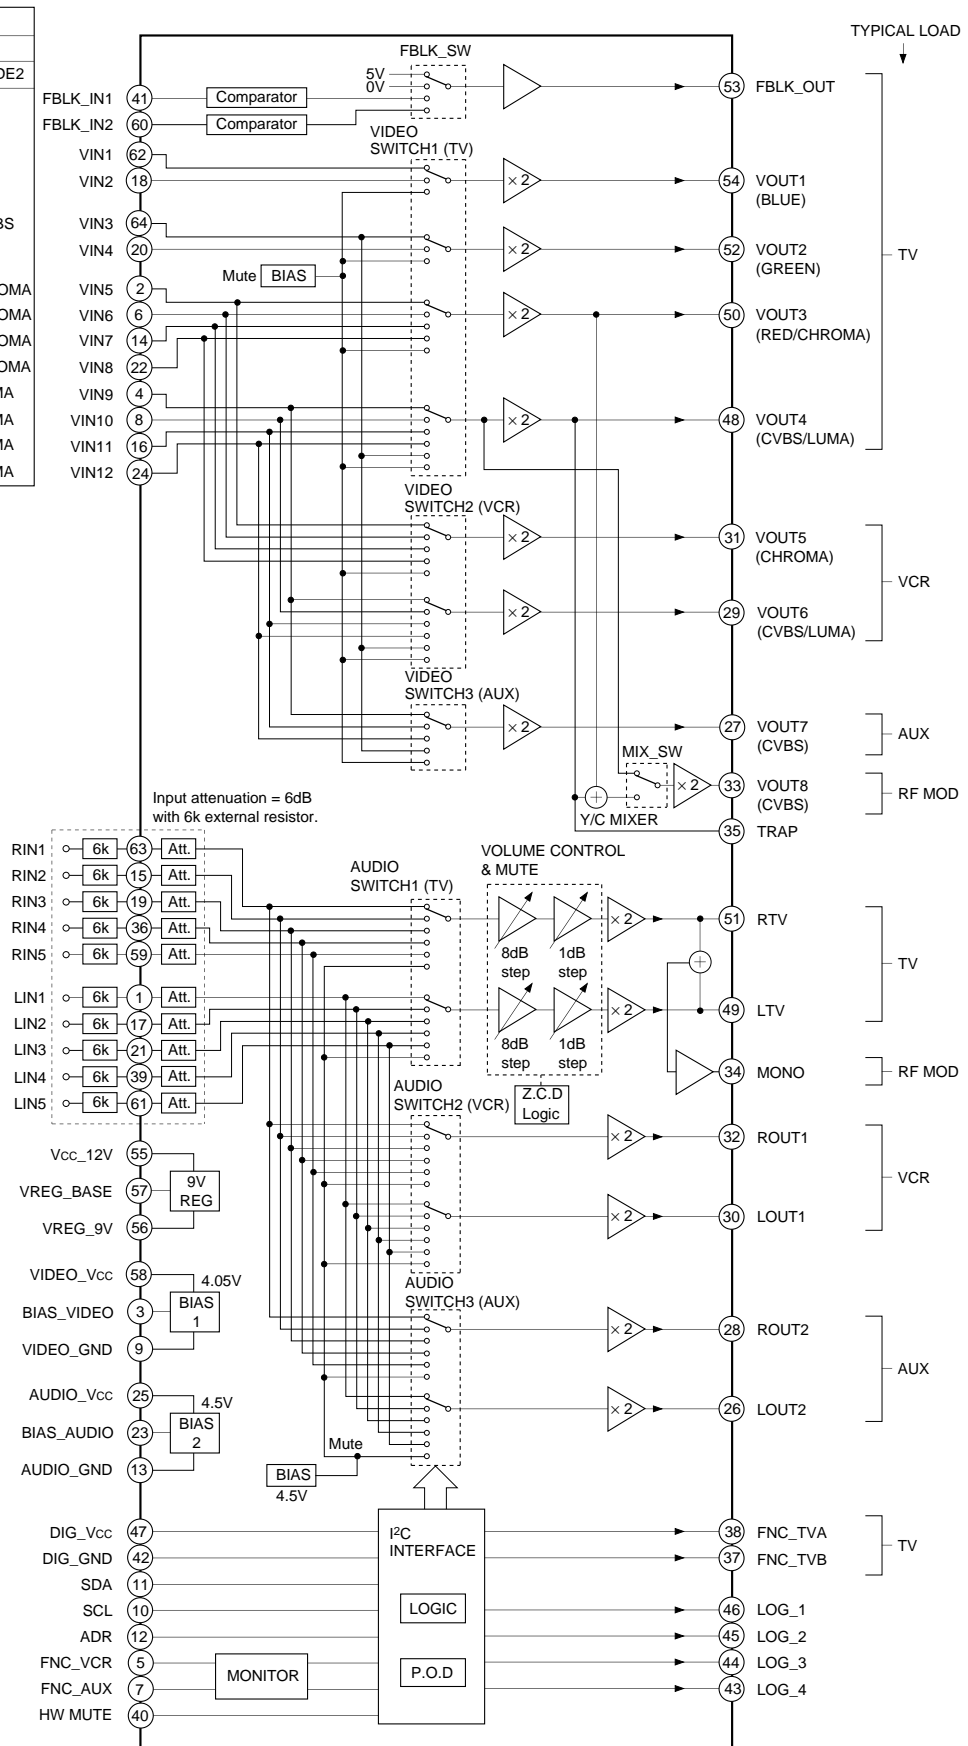 DE2
BS
OMA
OMA
OMA
OMA
MA
MA
MA
MA
TYPICAL LOAD
FBLK_SW
5V
0V
FBLK_IN1 41 Comparator
FBLK_IN2 60 Comparator
53 FBLK_OUT
VIDEO
SWITCH1 (TV)
VIN1 62
VIN2 18
×2 54 VOUT1
(BLUE)
VIN3 64
VIN4 20
×2 52 VOUT2
(GREEN)
TV
Mute BIAS
VIN5 2
VIN6 6
VIN7 14
VIN8 22
×2 50 VOUT3
(RED/CHROMA)
VIN9 4
VIN10 8
VIN11 16
VIN12 24
×2 48 VOUT4
(CVBS/LUMA)
VIDEO
SWITCH2 (VCR)
×2 31 VOUT5
(CHROMA)
VCR
×2 29 VOUT6
(CVBS/LUMA)
VIDEO
SWITCH3 (AUX)
×2 27 VOUT7
(CVBS)
AUX
MIX_SW
×2 33 VOUT8
(CVBS)
RF MOD
Y/C MIXER
35 TRAP
Input attenuation = 6dB
with 6k external resistor.
RIN1 6k 63 Att.
RIN2 6k 15 Att.
RIN3 6k 19 Att.
RIN4 6k 36 Att.
RIN5 6k 59 Att.
LIN1 6k 1 Att.
LIN2 6k 17 Att.
LIN3 6k 21 Att.
LIN4 6k 39 Att.
LIN5 6k 61 Att.
AUDIO
SWITCH1 (TV)
VOLUME CONTROL
& MUTE
×2 51 RTV
8dB
step
1dB
step
TV
×2 49 LTV
8dB
step
1dB
step
34 MONO
RF MOD
Z.C.D
Logic
AUDIO
SWITCH2 (VCR)
×2 32 ROUT1
VCR
×2 30 LOUT1
Vcc_12V 55
VREG_BASE 57
9V
REG
VREG_9V 56
VIDEO_Vcc 58
4.05V
BIAS_VIDEO 3
BIAS
1
VIDEO_GND 9
AUDIO
SWITCH3 (AUX)
×2 28 ROUT2
AUX
×2 26 LOUT2
AUDIO_Vcc 25
4.5V
BIAS_AUDIO 23
BIAS
2
AUDIO_GND 13
Mute
BIAS
4.5V
DIG_Vcc 47
DIG_GND 42
SDA 11
SCL 10
ADR 12
FNC_VCR 5
FNC_AUX 7
HW MUTE 40
MONITOR
I2C
INTERFACE
LOGIC
P.O.D
38 FNC_TVA
37 FNC_TVB
TV
46 LOG_1
45 LOG_2
44 LOG_3
43 LOG_4